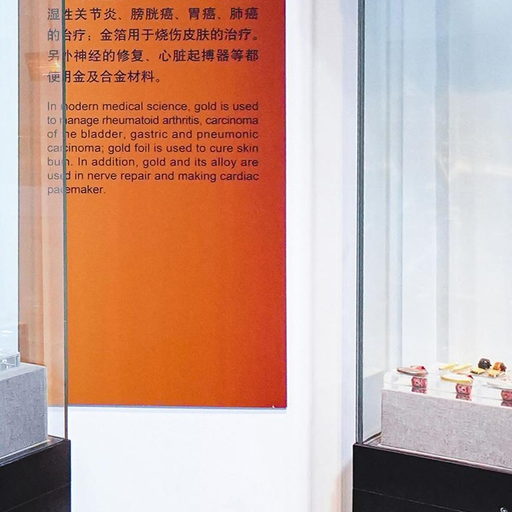 湿性关节炎、膀胱癌、胃癌、肺癌
的治疗；金箔用于烧伤皮肤的治疗。
另外神经的修复、心脏起搏器等都
使用金及合金材料。
In modern medical science, gold is used
to manage rheumatoid arthritis, carcinoma
of the bladder, gastric and pneumonic
carcinoma; gold foil is used to cure skin
burn. In addition, gold and its alloy are
used in nerve repair and making cardiac
pacemaker.